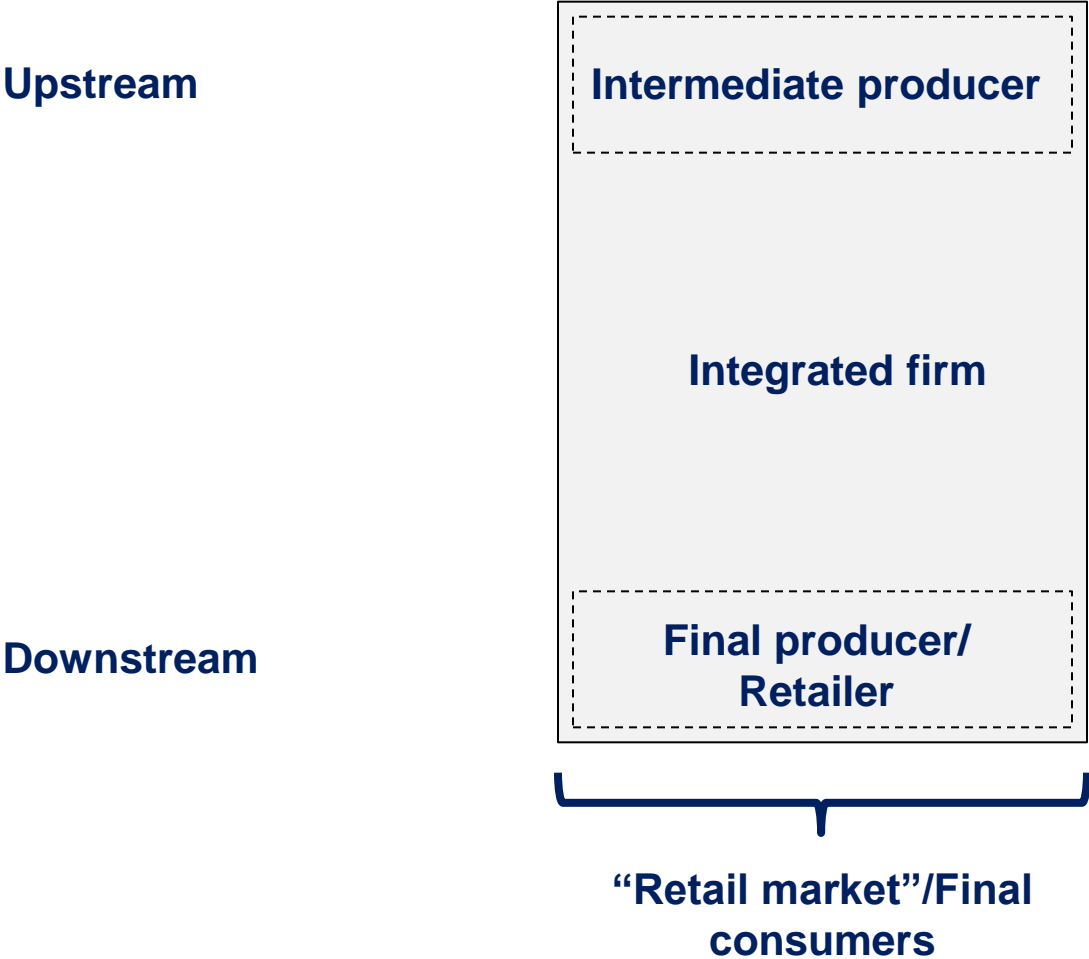 Upstream
Intermediate producer
Integrated firm
Downstream
Final producer/
Retailer
“Retail market”/Final
consumers